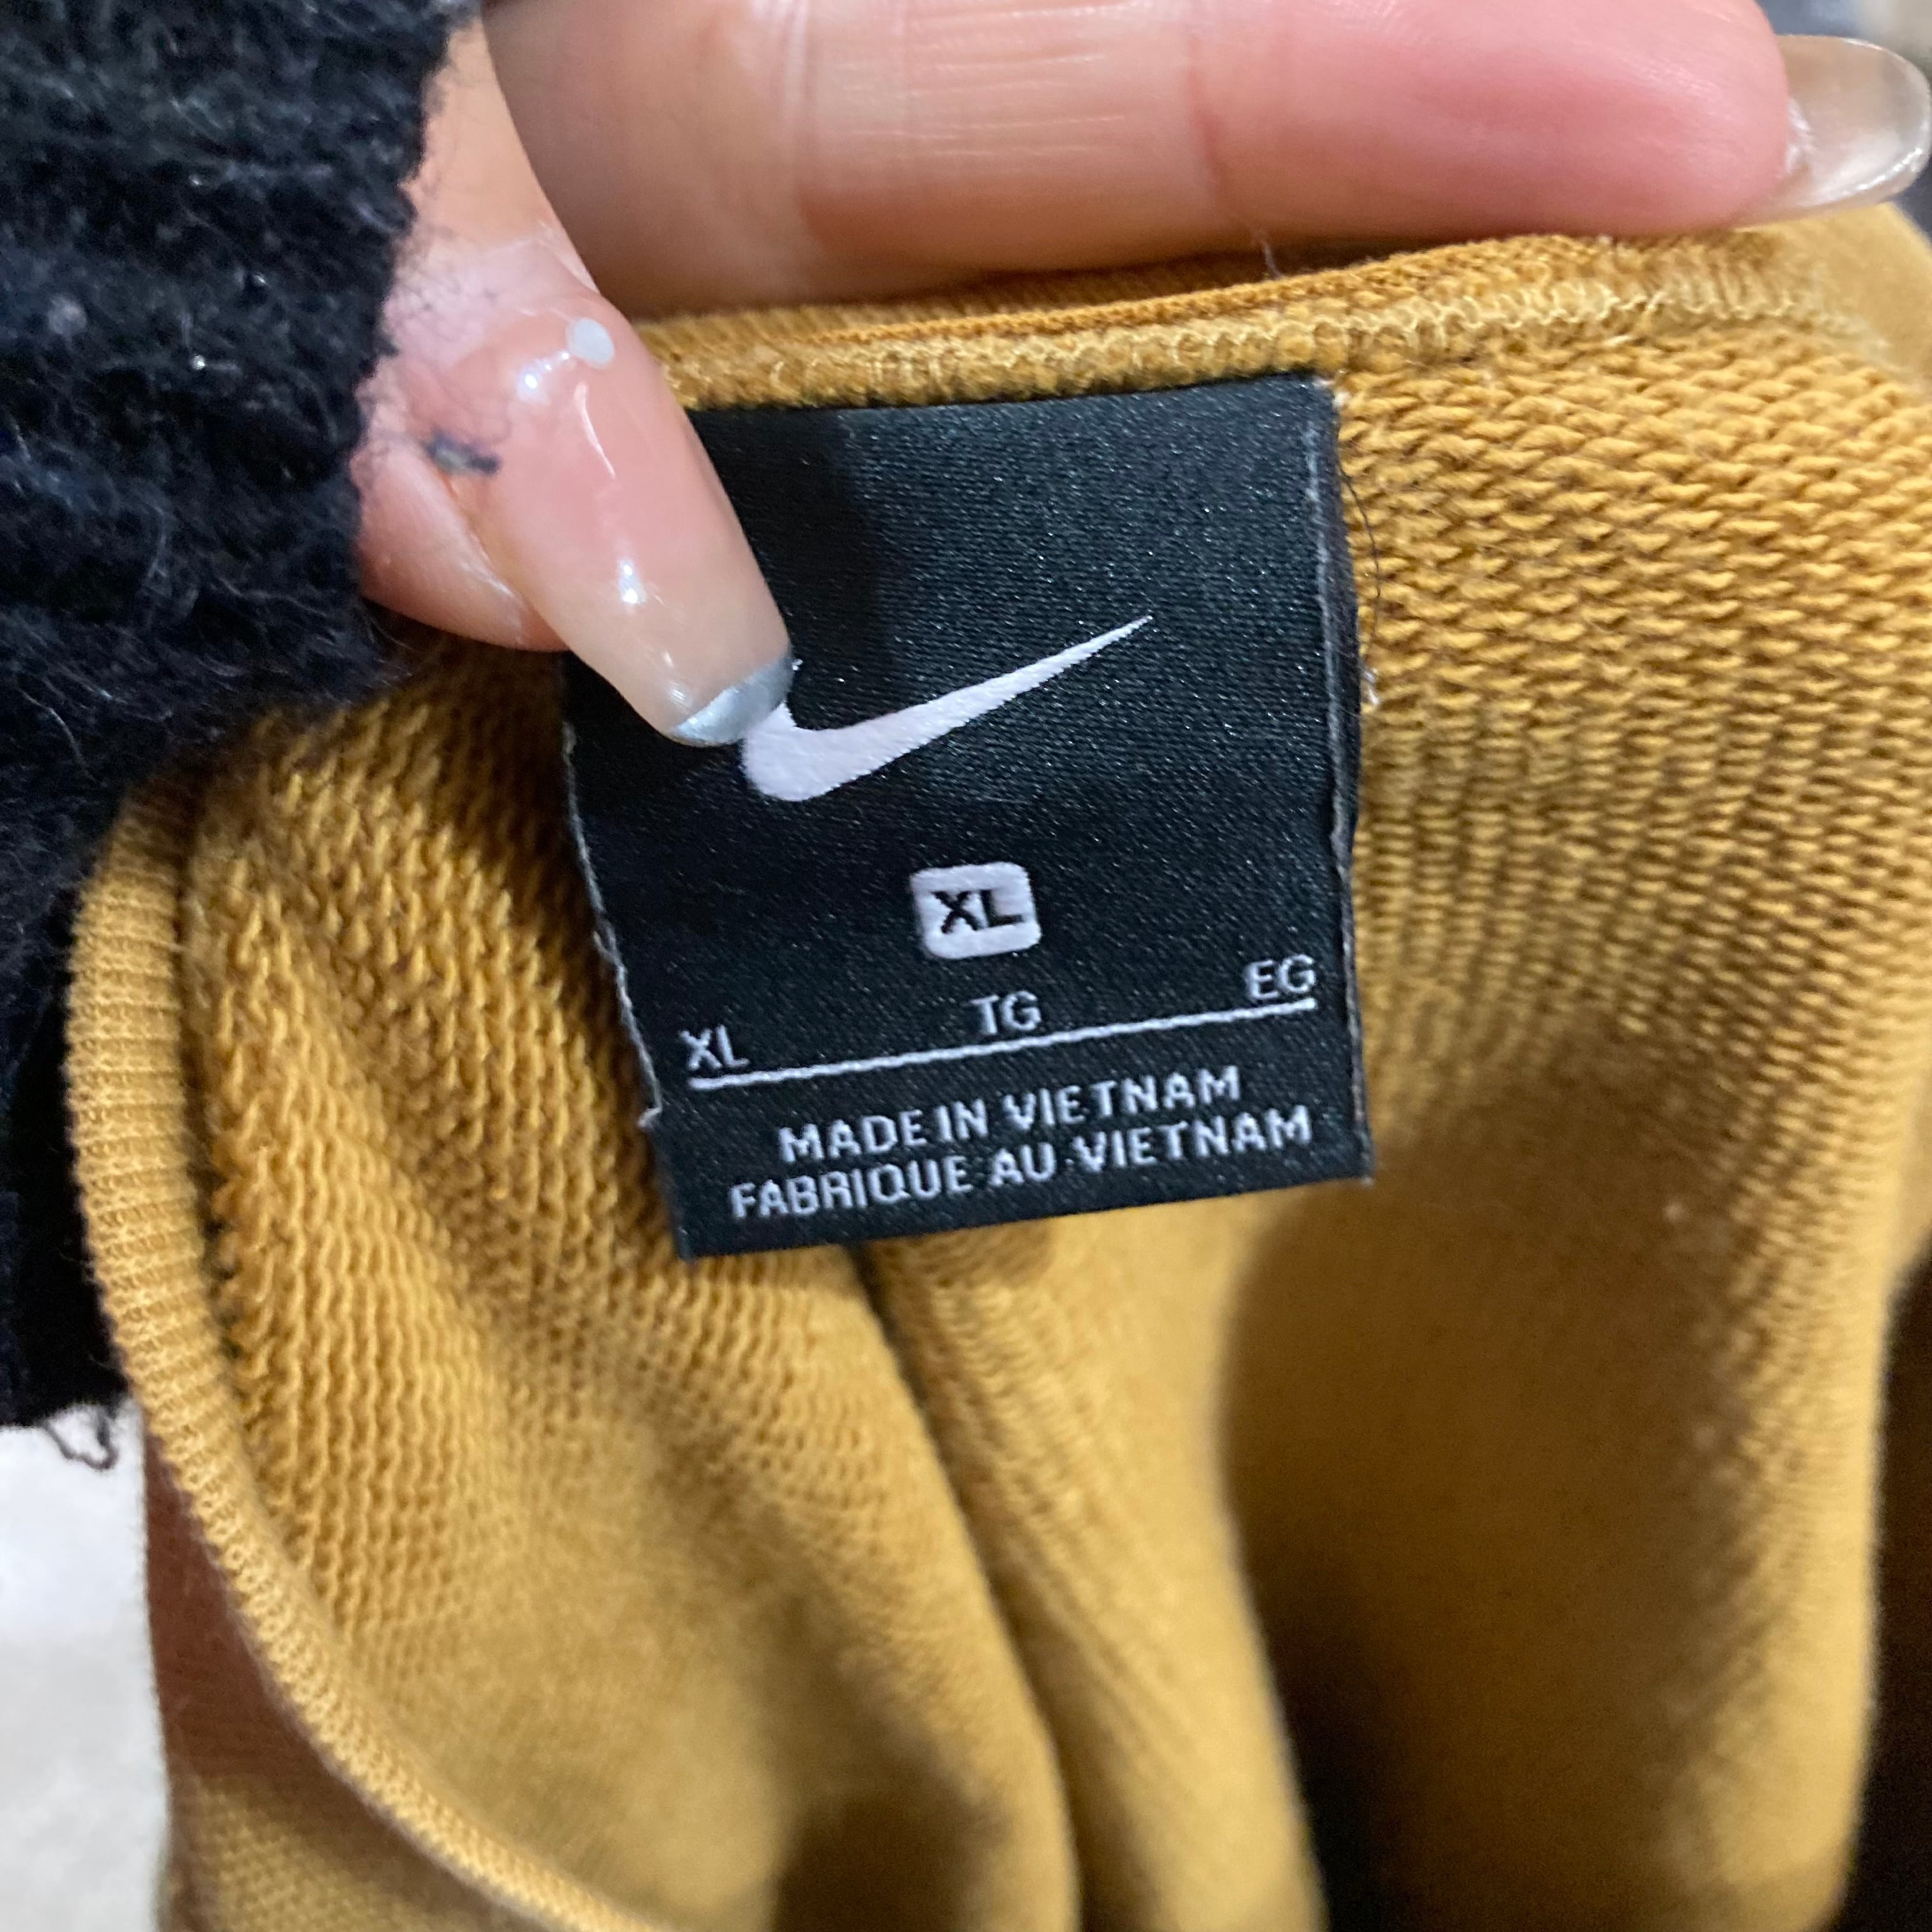 XL
XL TG EG
MADE IN VIETNAM
FABRIQUE AU VIETNAM